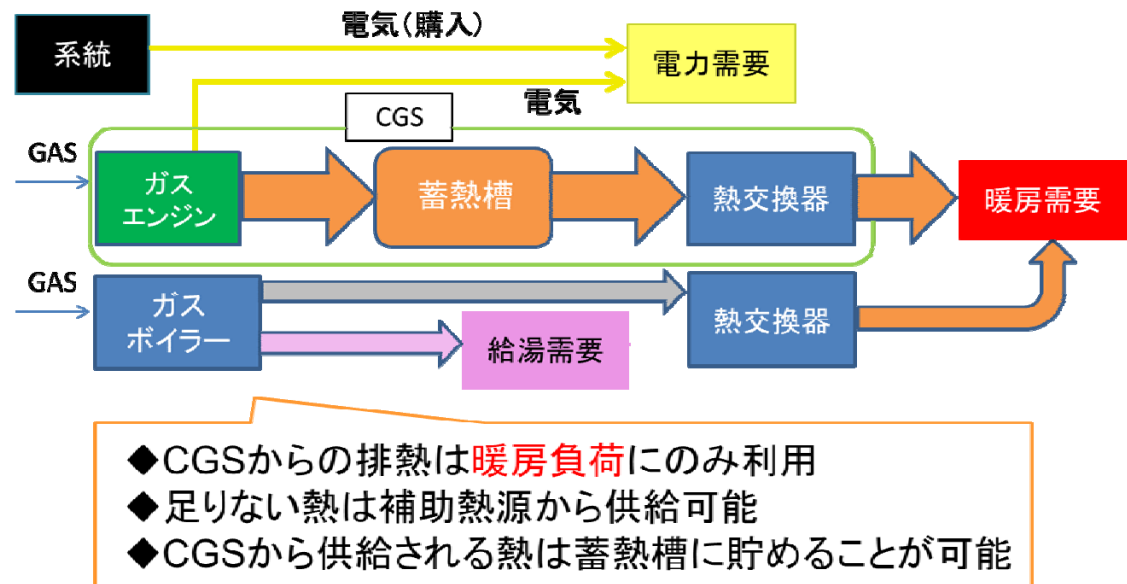 電気(購入)
系統
電力需要
電気
CGS
GAS
ガス
エンジン
蓄熱槽
熱交換器
暖房需要
GAS
ガス
ボイラー
熱交換器
給湯需要
◆CGSからの排熱は暖房負荷にのみ利用
◆足りない熱は補助熱源から供給可能
◆CGSから供給される熱は蓄熱槽に貯めることが可能